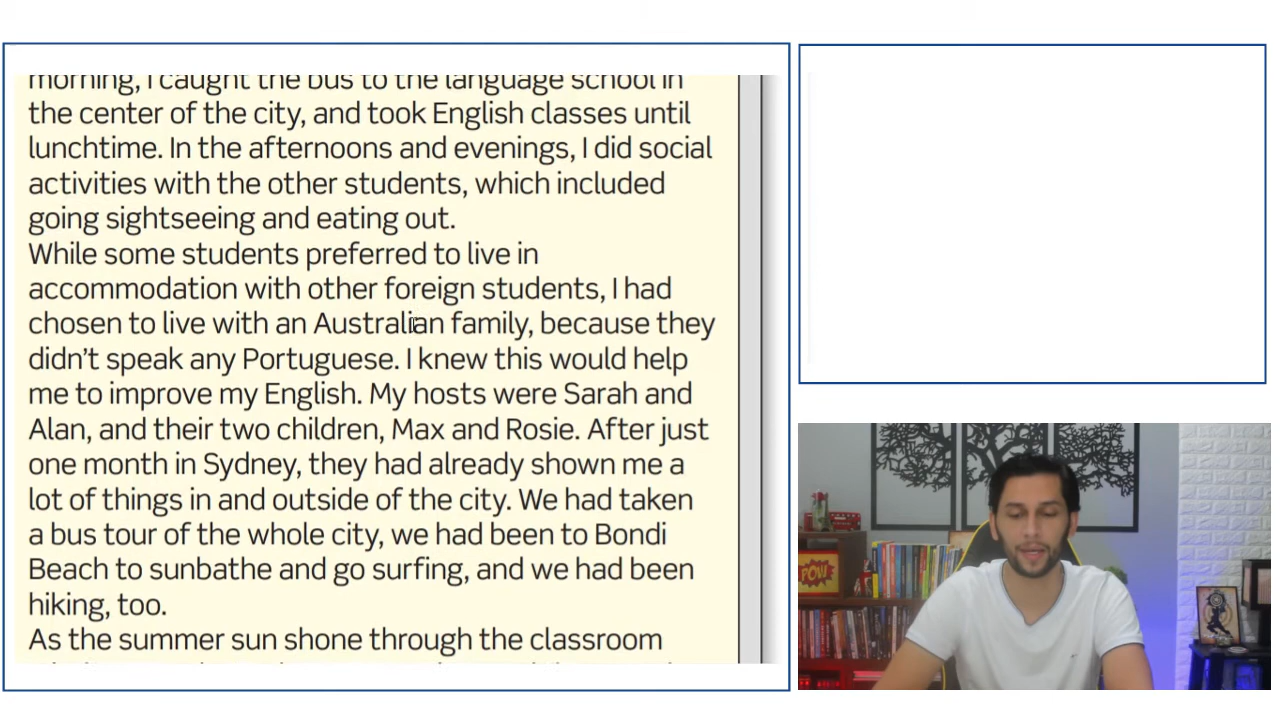 morning, I caught the bus to the language school in
the center of the city, and took English classes until
lunchtime. In the afternoons and evenings, I did social
activities with the other students, which included
going sightseeing and eating out.
While some students preferred to live in
accommodation with other foreign students, I had
chosen to live with an Australian family, because they
didn't speak any Portuguese. I knew this would help
me to improve my English. My hosts were Sarah and
Alan, and their two children, Max and Rosie. After just
one month in Sydney, they had already shown me a
lot of things in and outside of the city. We had taken
a bus tour of the whole city, we had been to Bondi
Beach to sunbathe and go surfing, and we had been
hiking, too.
As the summer sun shone through the classroom
POW